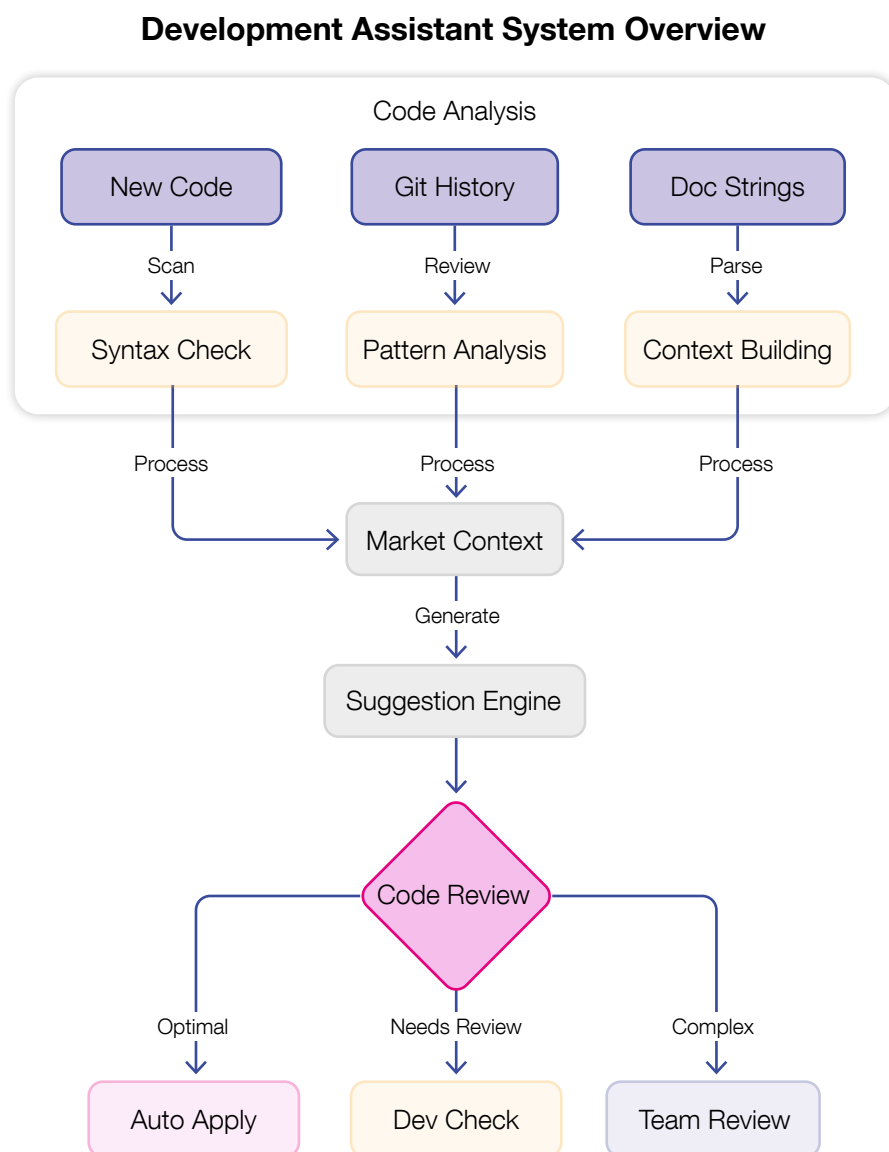 Development Assistant System Overview
Code Analysis
New Code
Git History
Doc Strings
Scan
Review
Parse
Syntax Check
Pattern Analysis
Context Building
Process
Process
Process
Market Context
Generate
Suggestion Engine
Code Review
Optimal
Needs Review
Complex
Auto Apply
Dev Check
Team Review